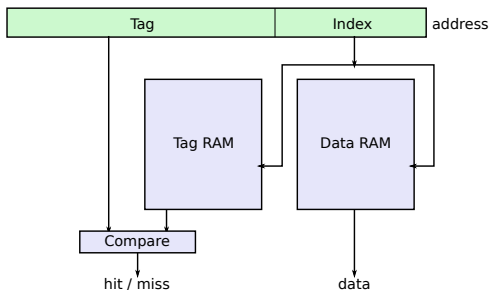 Tag Index address
Tag RAM Data RAM
Compare
hit / miss data